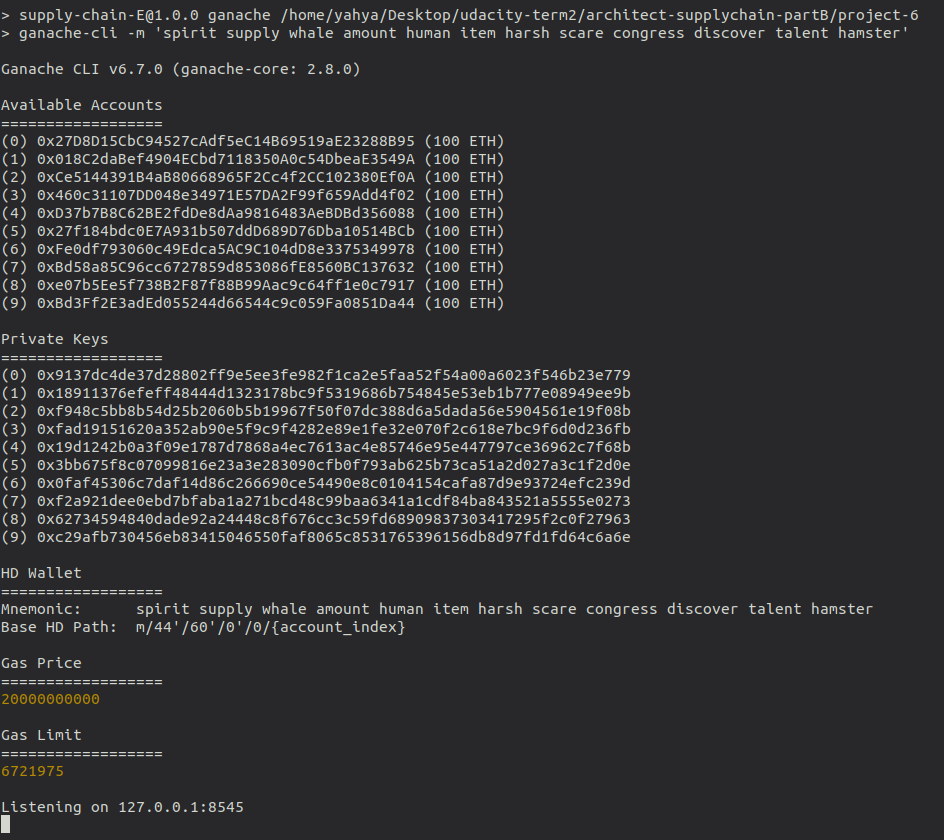 > supply-chain-E@1.0.0 ganache /home/yahya/Desktop/udacity-term2/architect-supplychain-partB/project-6
> ganache-cli -m 'spirit supply whale amount human item harsh scare congress discover talent hamster'
Ganache CLI v6.7.0 (ganache-core: 2.8.0)
Available Accounts
==================
(0) 0x27D8D15CbC94527cAdf5eC14B69519aE23288B95 (100 ETH)
(1) 0x018C2daBef4904ECbd7118350A0c54DbeaE3549A (100 ETH)
(2) 0xCe5144391B4aB80668965F2Cc4f2CC102380Ef0A (100 ETH)
(3) 0x460c31107DD048e34971E57DA2F99f659Add4f02 (100 ETH)
(4) 0xD37b7B8C62BE2fdDe8dAa9816483AeBDBd356088 (100 ETH)
(5) 0x27f184bdc0E7A931b507ddD689D76Dba10514BCb (100 ETH)
(6) 0xFe0df793060c49Edca5AC9C104dD8e3375349978 (100 ETH)
(7) 0xBd58a85C96cc6727859d853086fE8560BC137632 (100 ETH)
(8) 0xe07b5Ee5f738B2F87f88B99Aac9c64ff1e0c7917 (100 ETH)
(9) 0xBd3Ff2E3adEd055244d66544c9c059Fa0851Da44 (100 ETH)
Private Keys
==================
(0) 0x9137dc4de37d28802ff9e5ee3fe982f1ca2e5faa52f54a00a6023f546b23e779
(1) 0x18911376efeff48444d1323178bc9f5319686b754845e53eb1b777e08949ee9b
(2) 0xf948c5bb8b54d25b2060b5b19967f50f07dc388d6a5dada56e5904561e19f08b
(3) 0xfad19151620a352ab90e5f9c9f4282e89e1fe32e070f2c618e7bc9f6d0d236fb
(4) 0x19d1242b0a3f09e1787d7868a4ec7613ac4e85746e95e447797ce36962c7f68b
(5) 0x3bb675f8c07099816e23a3e283090cfb0f793ab625b73ca51a2d027a3c1f2d0e
(6) 0x0faf45306c7daf14d86c266690ce54490e8c0104154cafa87d9e93724efc239d
(7) 0xf2a921dee0ebd7bfaba1a271bcd48c99baa6341a1cdf84ba843521a5555e0273
(8) 0x62734594840dade92a24448c8f676cc3c59fd68909837303417295f2c0f27963
(9) 0xc29afb730456eb83415046550faf8065c8531765396156db8d97fd1fd64c6a6e
HD Wallet
==================
Mnemonic:      spirit supply whale amount human item harsh scare congress discover talent hamster
Base HD Path:  m/44'/60'/0'/0/{account_index}
Gas Price
==================
20000000000
Gas Limit
==================
6721975
Listening on 127.0.0.1:8545